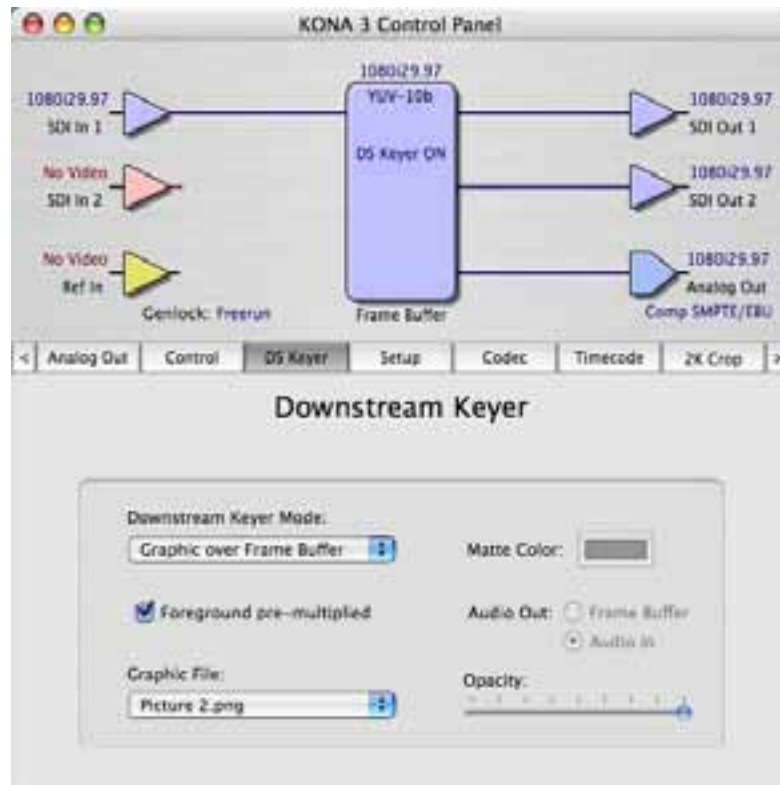 KONA 3 Control Panel
1080i29.97
1080i29.97
SDI In 1
YUV-10b
DS Keyer ON
1080i29.97
SDI Out 1
No Video
SDI In 2
1080i29.97
SDI Out 2
No Video
Ref In
1080i29.97
Analog Out
Genlock: Freerun
Frame Buffer
Comp SMPTE/EBU
< Analog Out Control DS Keyer Setup Codec Timecode 2K Crop >
Downstream Keyer
Downstream Keyer Mode:
Graphic over Frame Buffer
Matte Color:
Foreground pre-multiplied
Audio Out: Frame Buffer
Audio In
Graphic File:
Picture 2.png
Opacity: